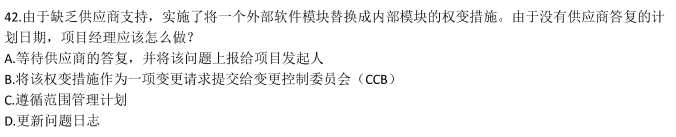 42.由于缺乏供应商支持，实施了将一个外部软件模块替换成内部模块的权变措施。由于没有供应商答复的计
划日期，项目经理应该怎么做？
A.等待供应商的答复，并将该问题上报给项目发起人
B.将该权变措施作为一项变更请求提交给变更控制委员会（CCB）
C.遵循范围管理计划
D.更新问题日志